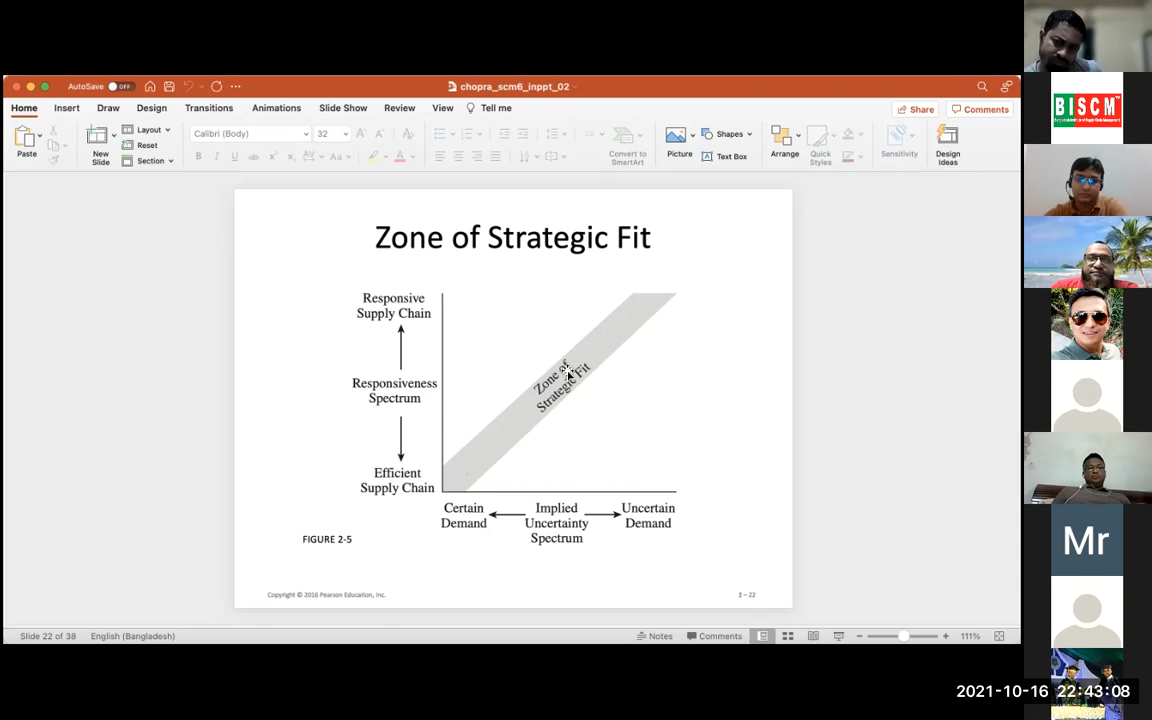 AutoSave OFF
chopra_scm6_inppt_02
Home Insert Draw Design Transitions Animations Slide Show Review View Tell me
Share Comments
Paste
New
Slide
Layout
Reset
Section
Calibri (Body) 32
Convert to
SmartArt
Picture
Shapes
Text Box
Arrange
Quick
Styles
Sensitivity
Design
Ideas
Zone of Strategic Fit
Responsive
Supply Chain
Responsiveness
Spectrum
Efficient
Supply Chain
Zone of
Strategic Fit
Certain
Demand
Implied
Uncertainty
Spectrum
Uncertain
Demand
FIGURE 2-5
Copyright © 2016 Pearson Education, Inc.
2 – 22
Slide 22 of 38 English (Bangladesh) Notes Comments 111%
BISCM
Mr
2021-10-16 22:43:08